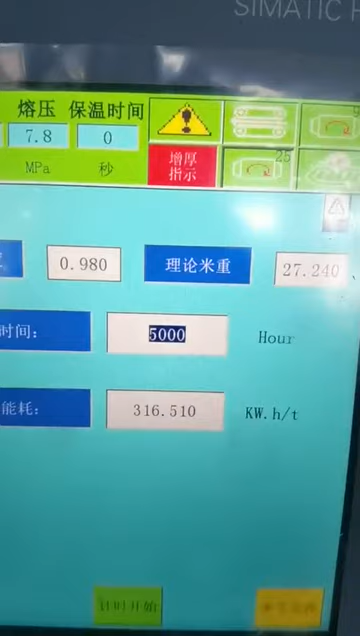 SIMATIC H
熔压 保温时间
7.8 0
MPa 秒
增厚
指示
25
0.980 理论米重 27.240
时间: 5000 Hour
能耗: 316.510 KW.h/t
计时开始